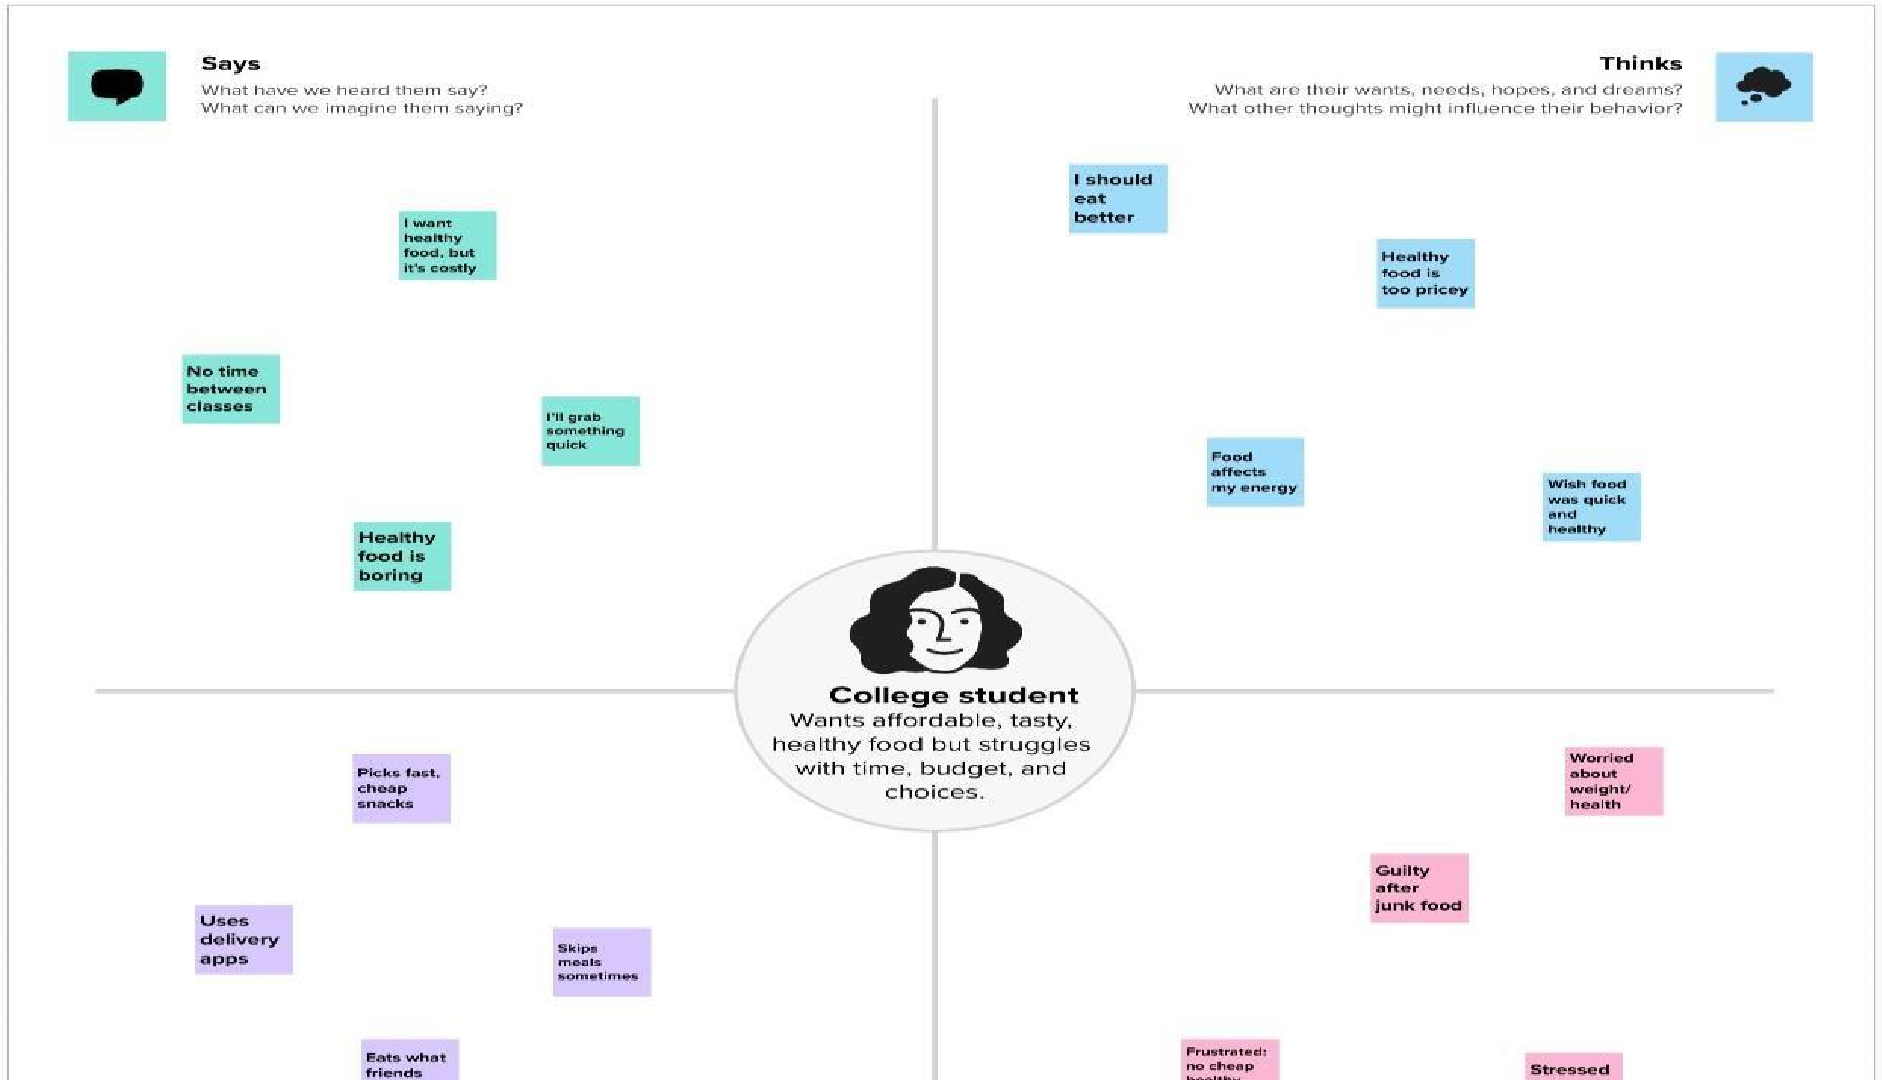 Says
What have we heard them say?
What can we imagine them saying?
Thinks
What are their wants, needs, hopes, and dreams?
What other thoughts might influence their behavior?
I want
healthy
food, but
it's costly
No time
between
classes
I'll grab
something
quick
Healthy
food is
boring
I should
eat
better
Healthy
food is
too pricey
Food
affects
my energy
Wish food
was quick
and
healthy
College student
Wants affordable, tasty,
healthy food but struggles
with time, budget, and
choices.
Picks fast,
cheap
snacks
Uses
delivery
apps
Skips
meals
sometimes
Eats what
friends
Worried
about
weight/
health
Guilty
after
junk food
Frustrated:
no cheap
healthy
Stressed